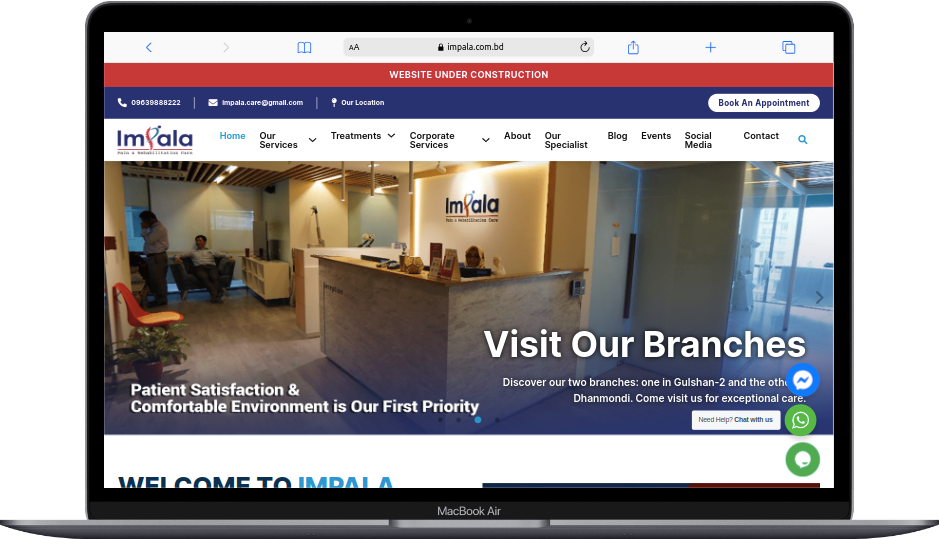 AA impala.com.bd
WEBSITE UNDER CONSTRUCTION
09639888222 impala.care@gmail.com Our Location Book An Appointment
Impala
Pain & Rehabilitation Care
Home Our Services Treatments Corporate Services About Our Specialist Blog Events Social Media Contact
Impala
Pain & Rehabilitation Care
Visit Our Branches
Discover our two branches: one in Gulshan-2 and the
Dhanmondi. Come visit us for exceptional care.
Patient Satisfaction &
Comfortable Environment is Our First Priority
Need Help? Chat with us
WELCOME TO IMPALA
MacBook Air